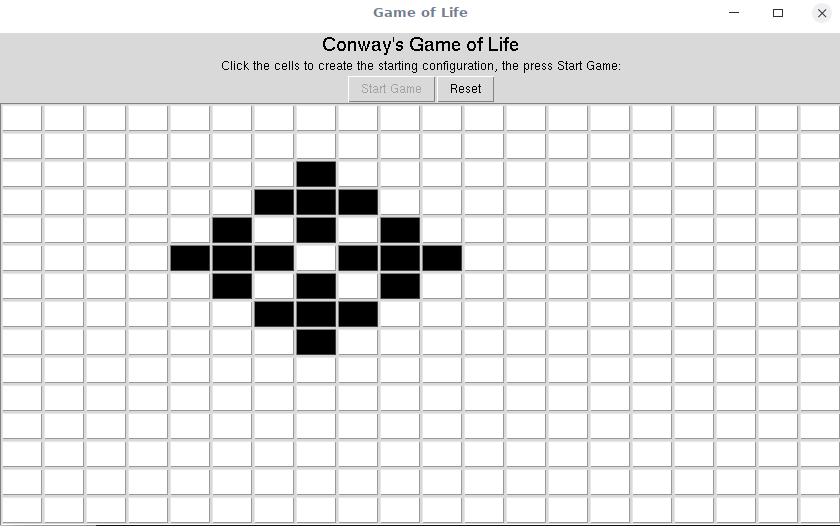 Game of Life
Conway's Game of Life
Click the cells to create the starting configuration, the press Start Game:
Start Game Reset